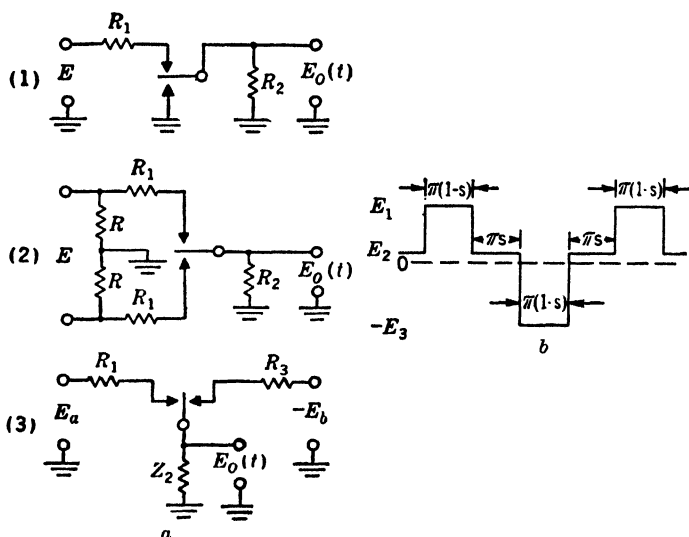 R₁
(1) E R₂ E₀(t)
R₁
R
(2) E R₂ E₀(t)
R
R₁
R₁ R₃
(3) Eₐ -E_b
Z₂ E₀(t)
a
π(1-s) π(1-s)
E₁
E₂ πs πs
0
π(1-s)
-E₃
b